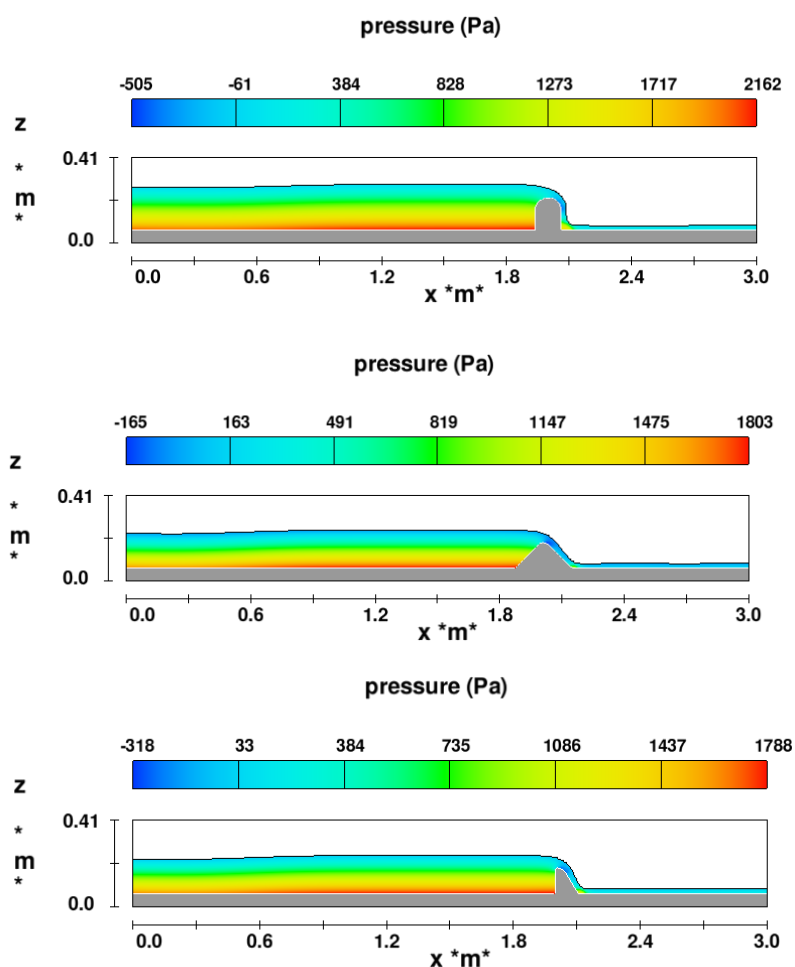 pressure (Pa)
-505 -61 384 828 1273 1717 2162
z
*
m
*
0.41
0.0
0.0 0.6 1.2 1.8 2.4 3.0
x *m*
pressure (Pa)
-165 163 491 819 1147 1475 1803
z
*
m
*
0.41
0.0
0.0 0.6 1.2 1.8 2.4 3.0
x *m*
pressure (Pa)
-318 33 384 735 1086 1437 1788
z
*
m
*
0.41
0.0
0.0 0.6 1.2 1.8 2.4 3.0
x *m*